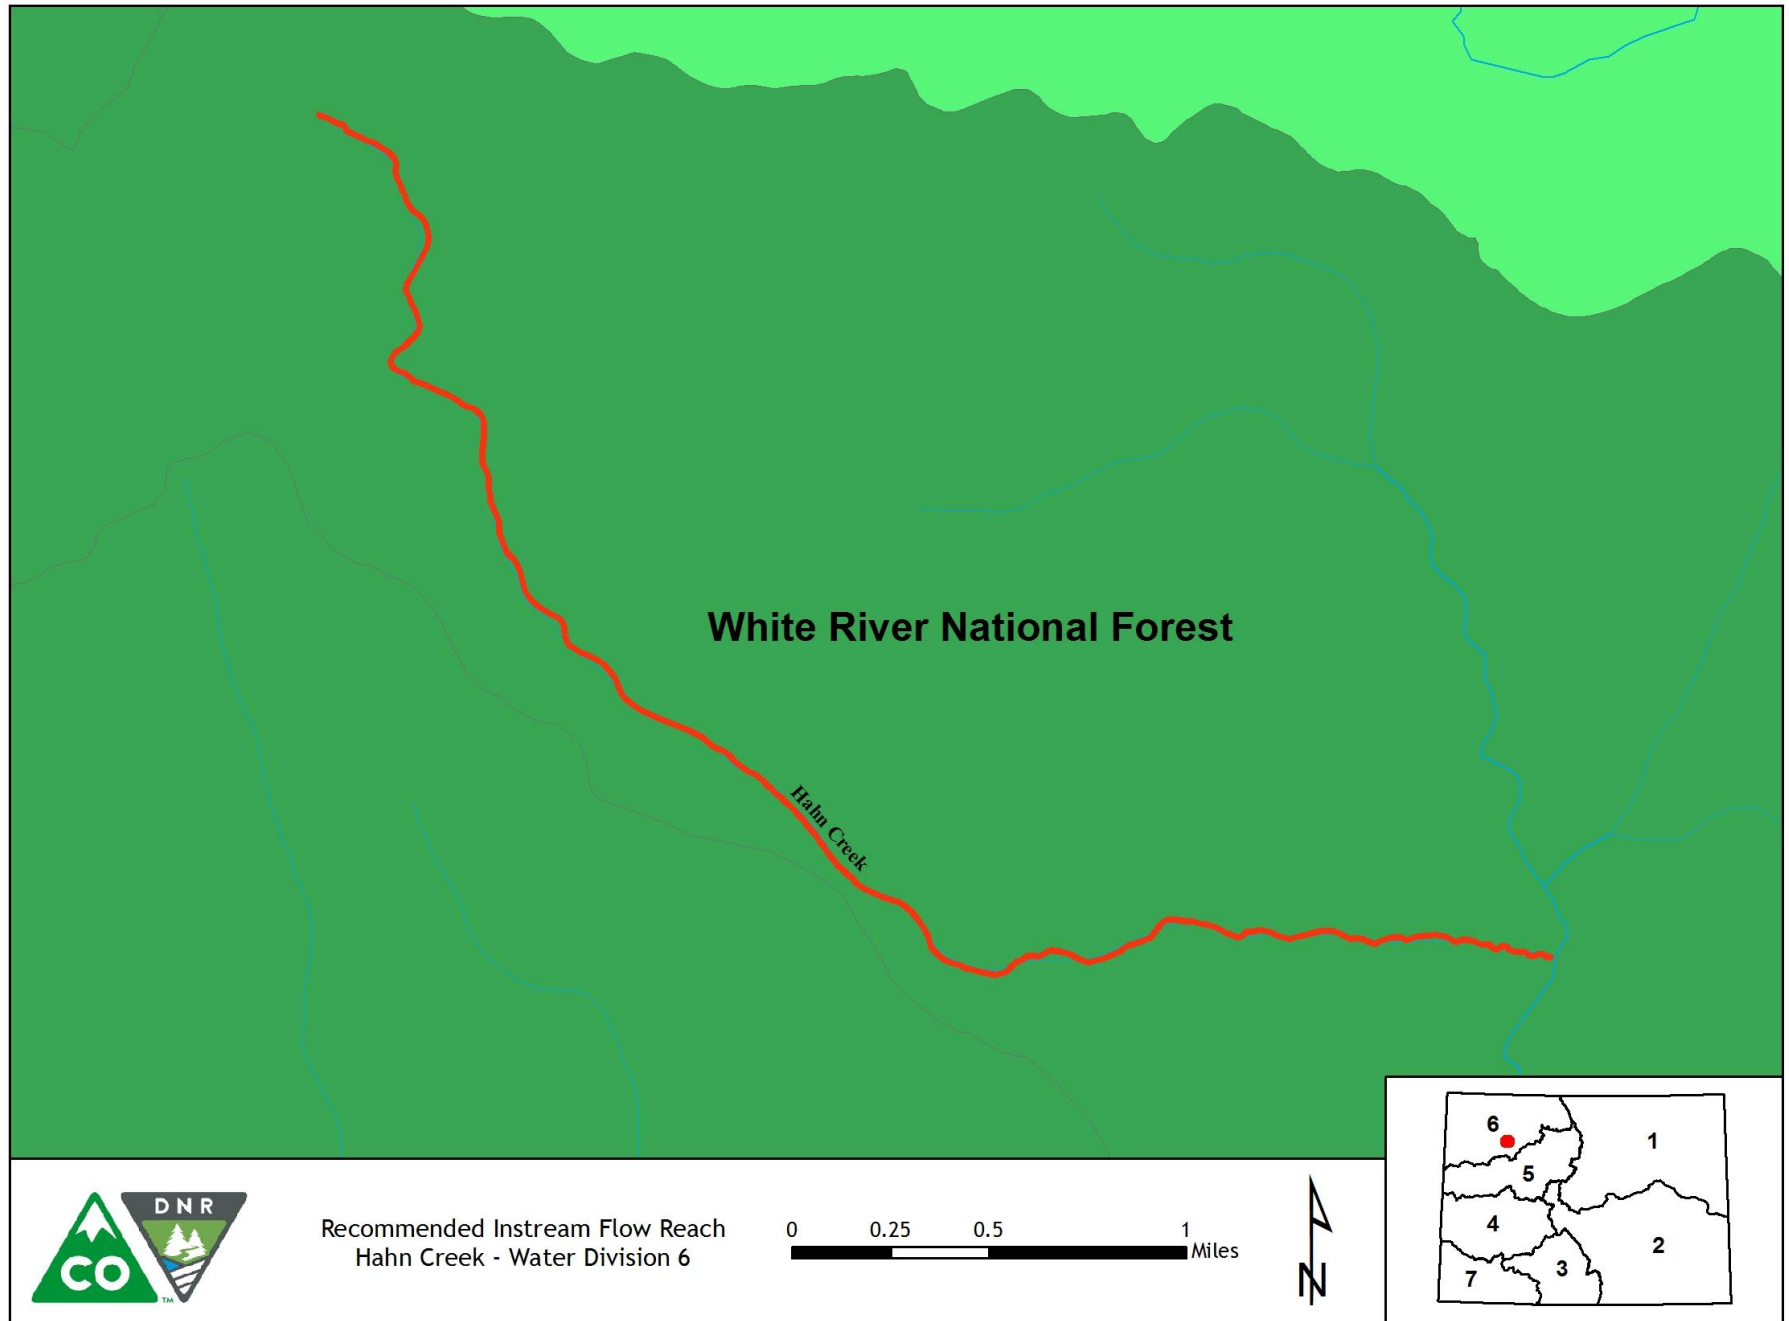 White River National Forest
Hahn Creek
6
1
5
4
2
3
7
DNR
CO
TM
Recommended Instream Flow Reach
Hahn Creek - Water Division 6
0 0.25 0.5 1
Miles
N